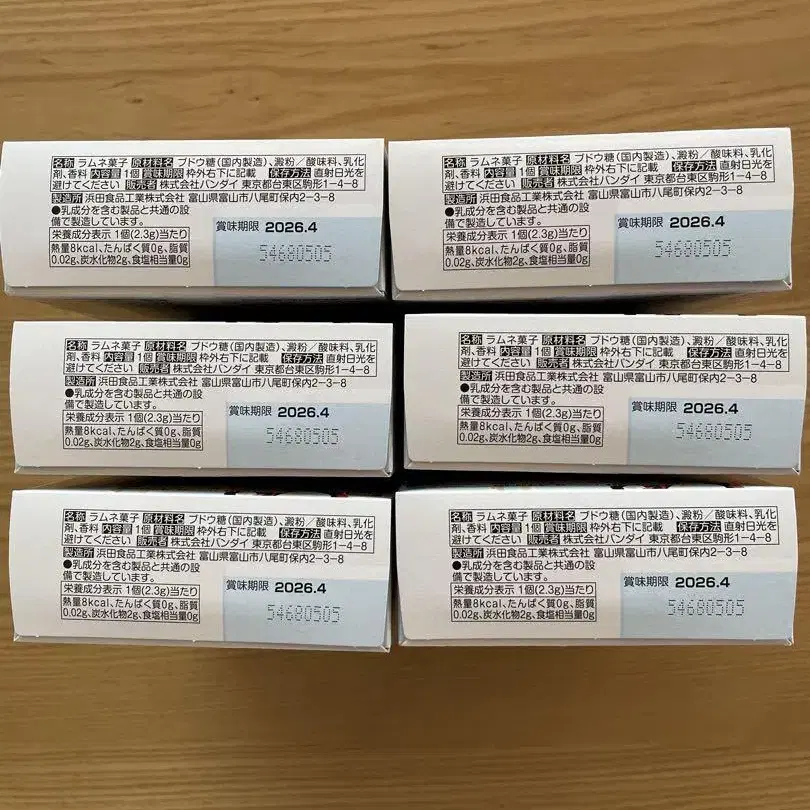 名称 ラムネ菓子 原材料名 ブドウ糖(国内製造)、澱粉/酸味料、乳化
剤、香料 内容量 1個 賞味期限 枠外右下に記載 保存方法 直射日光を
避けてください 販売者 株式会社バンダイ 東京都台東区駒形1-4-8
製造所 浜田食品工業株式会社 富山県富山市八尾町保内2-3-8
●乳成分を含む製品と共通の設
備で製造しています。
栄養成分表示 1個(2.3g)当たり
熱量8kcal、たんぱく質0g、脂質
0.02g、炭水化物2g、食塩相当量0g
賞味期限 2026.4
54680505
名称 ラムネ菓子 原材料名 ブドウ糖(国内製造)、澱粉/酸味料、乳化
剤、香料 内容量 1個 賞味期限 枠外右下に記載 保存方法 直射日光を
避けてください 販売者 株式会社バンダイ 東京都台東区駒形1-4-8
製造所 浜田食品工業株式会社 富山県富山市八尾町保内2-3-8
●乳成分を含む製品と共通の設
備で製造しています。
栄養成分表示 1個(2.3g)当たり
熱量8kcal、たんぱく質0g、脂質
0.02g、炭水化物2g、食塩相当量0g
賞味期限 2026.4
54680505
名称 ラムネ菓子 原材料名 ブドウ糖(国内製造)、澱粉/酸味料、乳化
剤、香料 内容量 1個 賞味期限 枠外右下に記載 保存方法 直射日光を
避けてください 販売者 株式会社バンダイ 東京都台東区駒形1-4-8
製造所 浜田食品工業株式会社 富山県富山市八尾町保内2-3-8
●乳成分を含む製品と共通の設
備で製造しています。
栄養成分表示 1個(2.3g)当たり
熱量8kcal、たんぱく質0g、脂質
0.02g、炭水化物2g、食塩相当量0g
賞味期限 2026.4
54680505
名称 ラムネ菓子 原材料名 ブドウ糖(国内製造)、澱粉/酸味料、乳化
剤、香料 内容量 1個 賞味期限 枠外右下に記載 保存方法 直射日光を
避けてください 販売者 株式会社バンダイ 東京都台東区駒形1-4-8
製造所 浜田食品工業株式会社 富山県富山市八尾町保内2-3-8
●乳成分を含む製品と共通の設
備で製造しています。
栄養成分表示 1個(2.3g)当たり
熱量8kcal、たんぱく質0g、脂質
0.02g、炭水化物2g、食塩相当量0g
賞味期限 2026.4
54680505
名称 ラムネ菓子 原材料名 ブドウ糖(国内製造)、澱粉/酸味料、乳化
剤、香料 内容量 1個 賞味期限 枠外右下に記載 保存方法 直射日光を
避けてください 販売者 株式会社バンダイ 東京都台東区駒形1-4-8
製造所 浜田食品工業株式会社 富山県富山市八尾町保内2-3-8
●乳成分を含む製品と共通の設
備で製造しています。
栄養成分表示 1個(2.3g)当たり
熱量8kcal、たんぱく質0g、脂質
0.02g、炭水化物2g、食塩相当量0g
賞味期限 2026.4
54680505
名称 ラムネ菓子 原材料名 ブドウ糖(国内製造)、澱粉/酸味料、乳化
剤、香料 内容量 1個 賞味期限 枠外右下に記載 保存方法 直射日光を
避けてください 販売者 株式会社バンダイ 東京都台東区駒形1-4-8
製造所 浜田食品工業株式会社 富山県富山市八尾町保内2-3-8
●乳成分を含む製品と共通の設
備で製造しています。
栄養成分表示 1個(2.3g)当たり
熱量8kcal、たんぱく質0g、脂質
0.02g、炭水化物2g、食塩相当量0g
賞味期限 2026.4
54680505